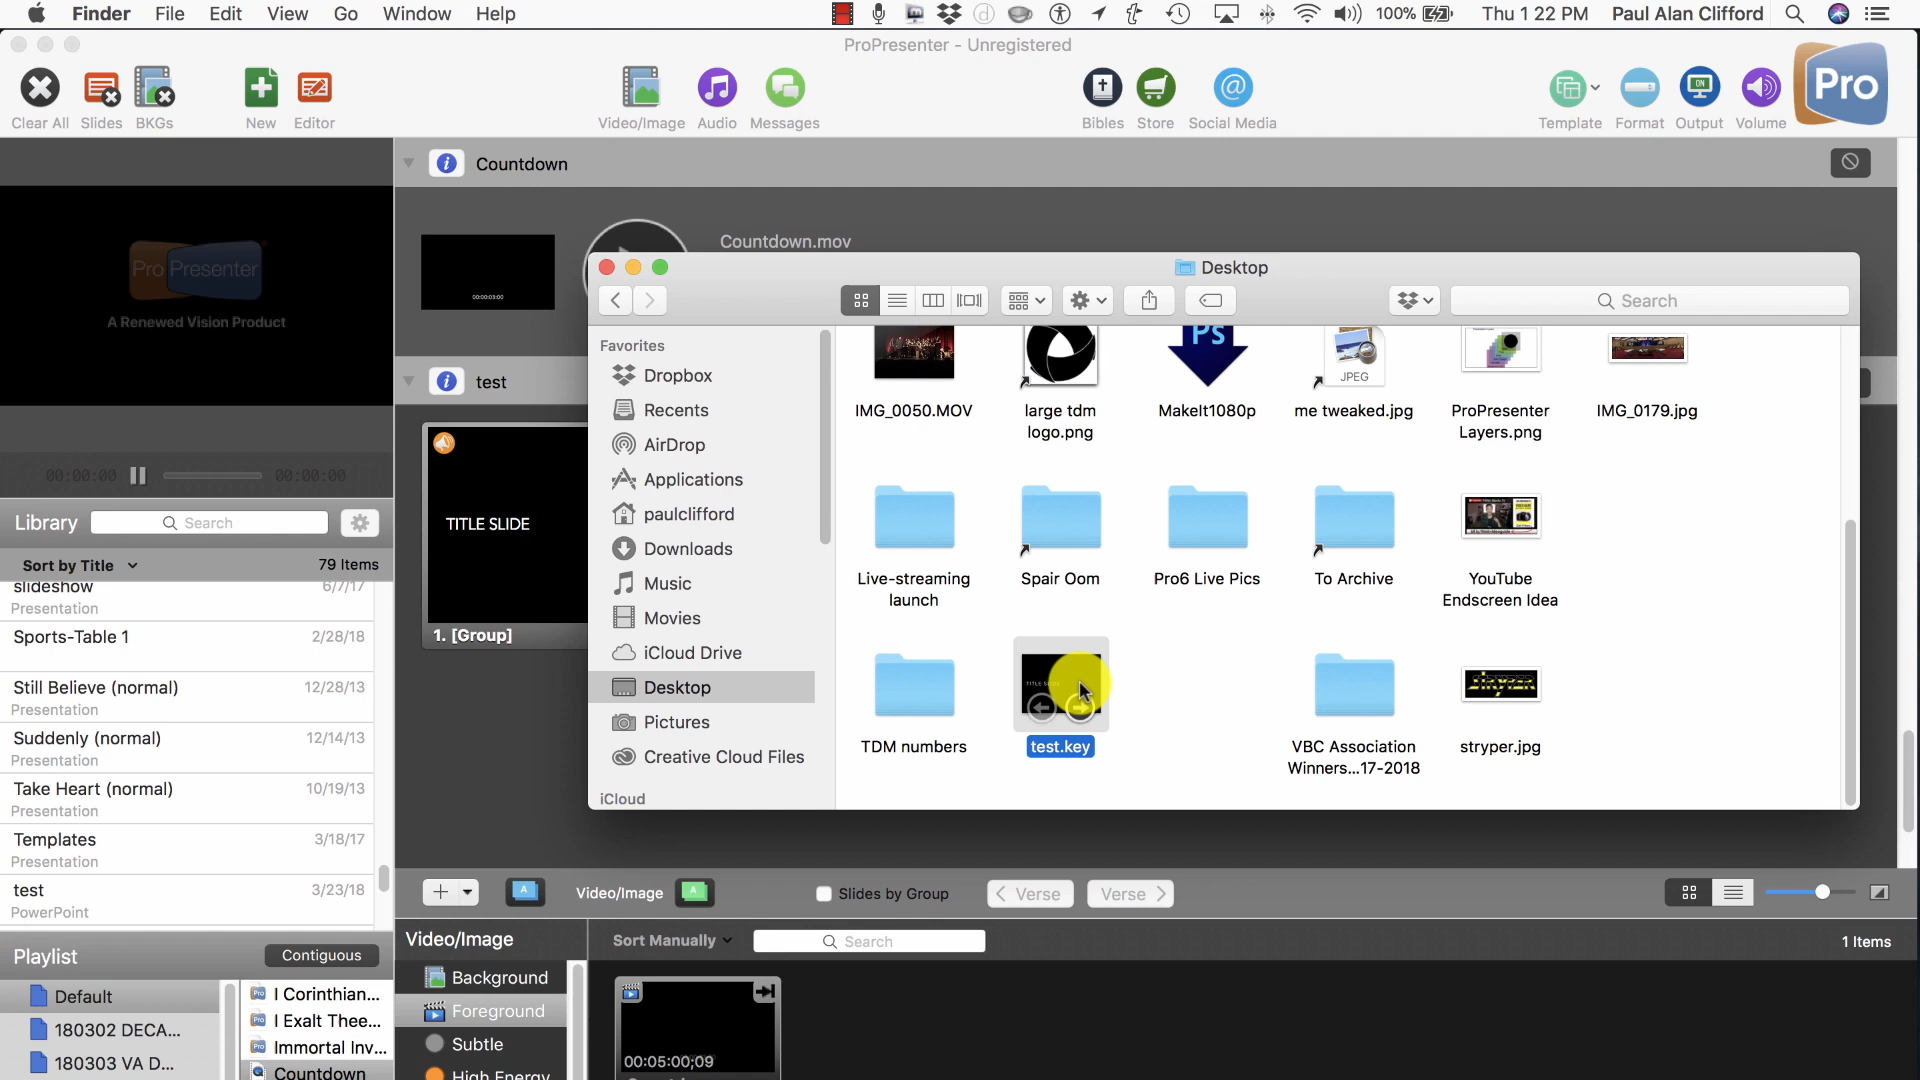 Finder File Edit View Go Window Help
100% Thu 1 22 PM Paul Alan Clifford
ProPresenter - Unregistered
Clear All Slides BKGs New Editor Video/Image Audio Messages Bibles Store Social Media Template Format Output Volume
ON
Pro
Countdown
Pro Presenter
A Renewed Vision Product
00:00:03:00
Countdown.mov
00:00:00 00:00:00
test
TITLE SLIDE
1. [Group]
Desktop
Search
Favorites
Dropbox
Recents
AirDrop
Applications
paulclifford
Downloads
Music
Movies
iCloud Drive
Desktop
Pictures
Creative Cloud Files
iCloud
Ps
JPEG
IMG_0050.MOV
large tdm
logo.png
MakeIt1080p
me tweaked.jpg
ProPresenter
Layers.png
IMG_0179.jpg
Live-streaming
launch
Spair Oom
Pro6 Live Pics
To Archive
YouTube
Endscreen Idea
TDM numbers
test.key
VBC Association
Winners...17-2018
stryper
stryper.jpg
Library Search
Sort by Title 79 Items
slideshow 6/7/17
Presentation
Sports-Table 1 2/28/18
Still Believe (normal) 12/28/13
Presentation
Suddenly (normal) 12/14/13
Presentation
Take Heart (normal) 10/19/13
Presentation
Templates 3/18/17
Presentation
test 3/23/18
PowerPoint
A Video/Image A Slides by Group Verse Verse
Playlist Contiguous
Default
180302 DECA...
180303 VA D...
I Corinthian...
I Exalt Thee...
Immortal Inv...
Countdown
Video/Image
Sort Manually Search 1 Items
Background
Foreground
Subtle
High Energy
00:05:00;09